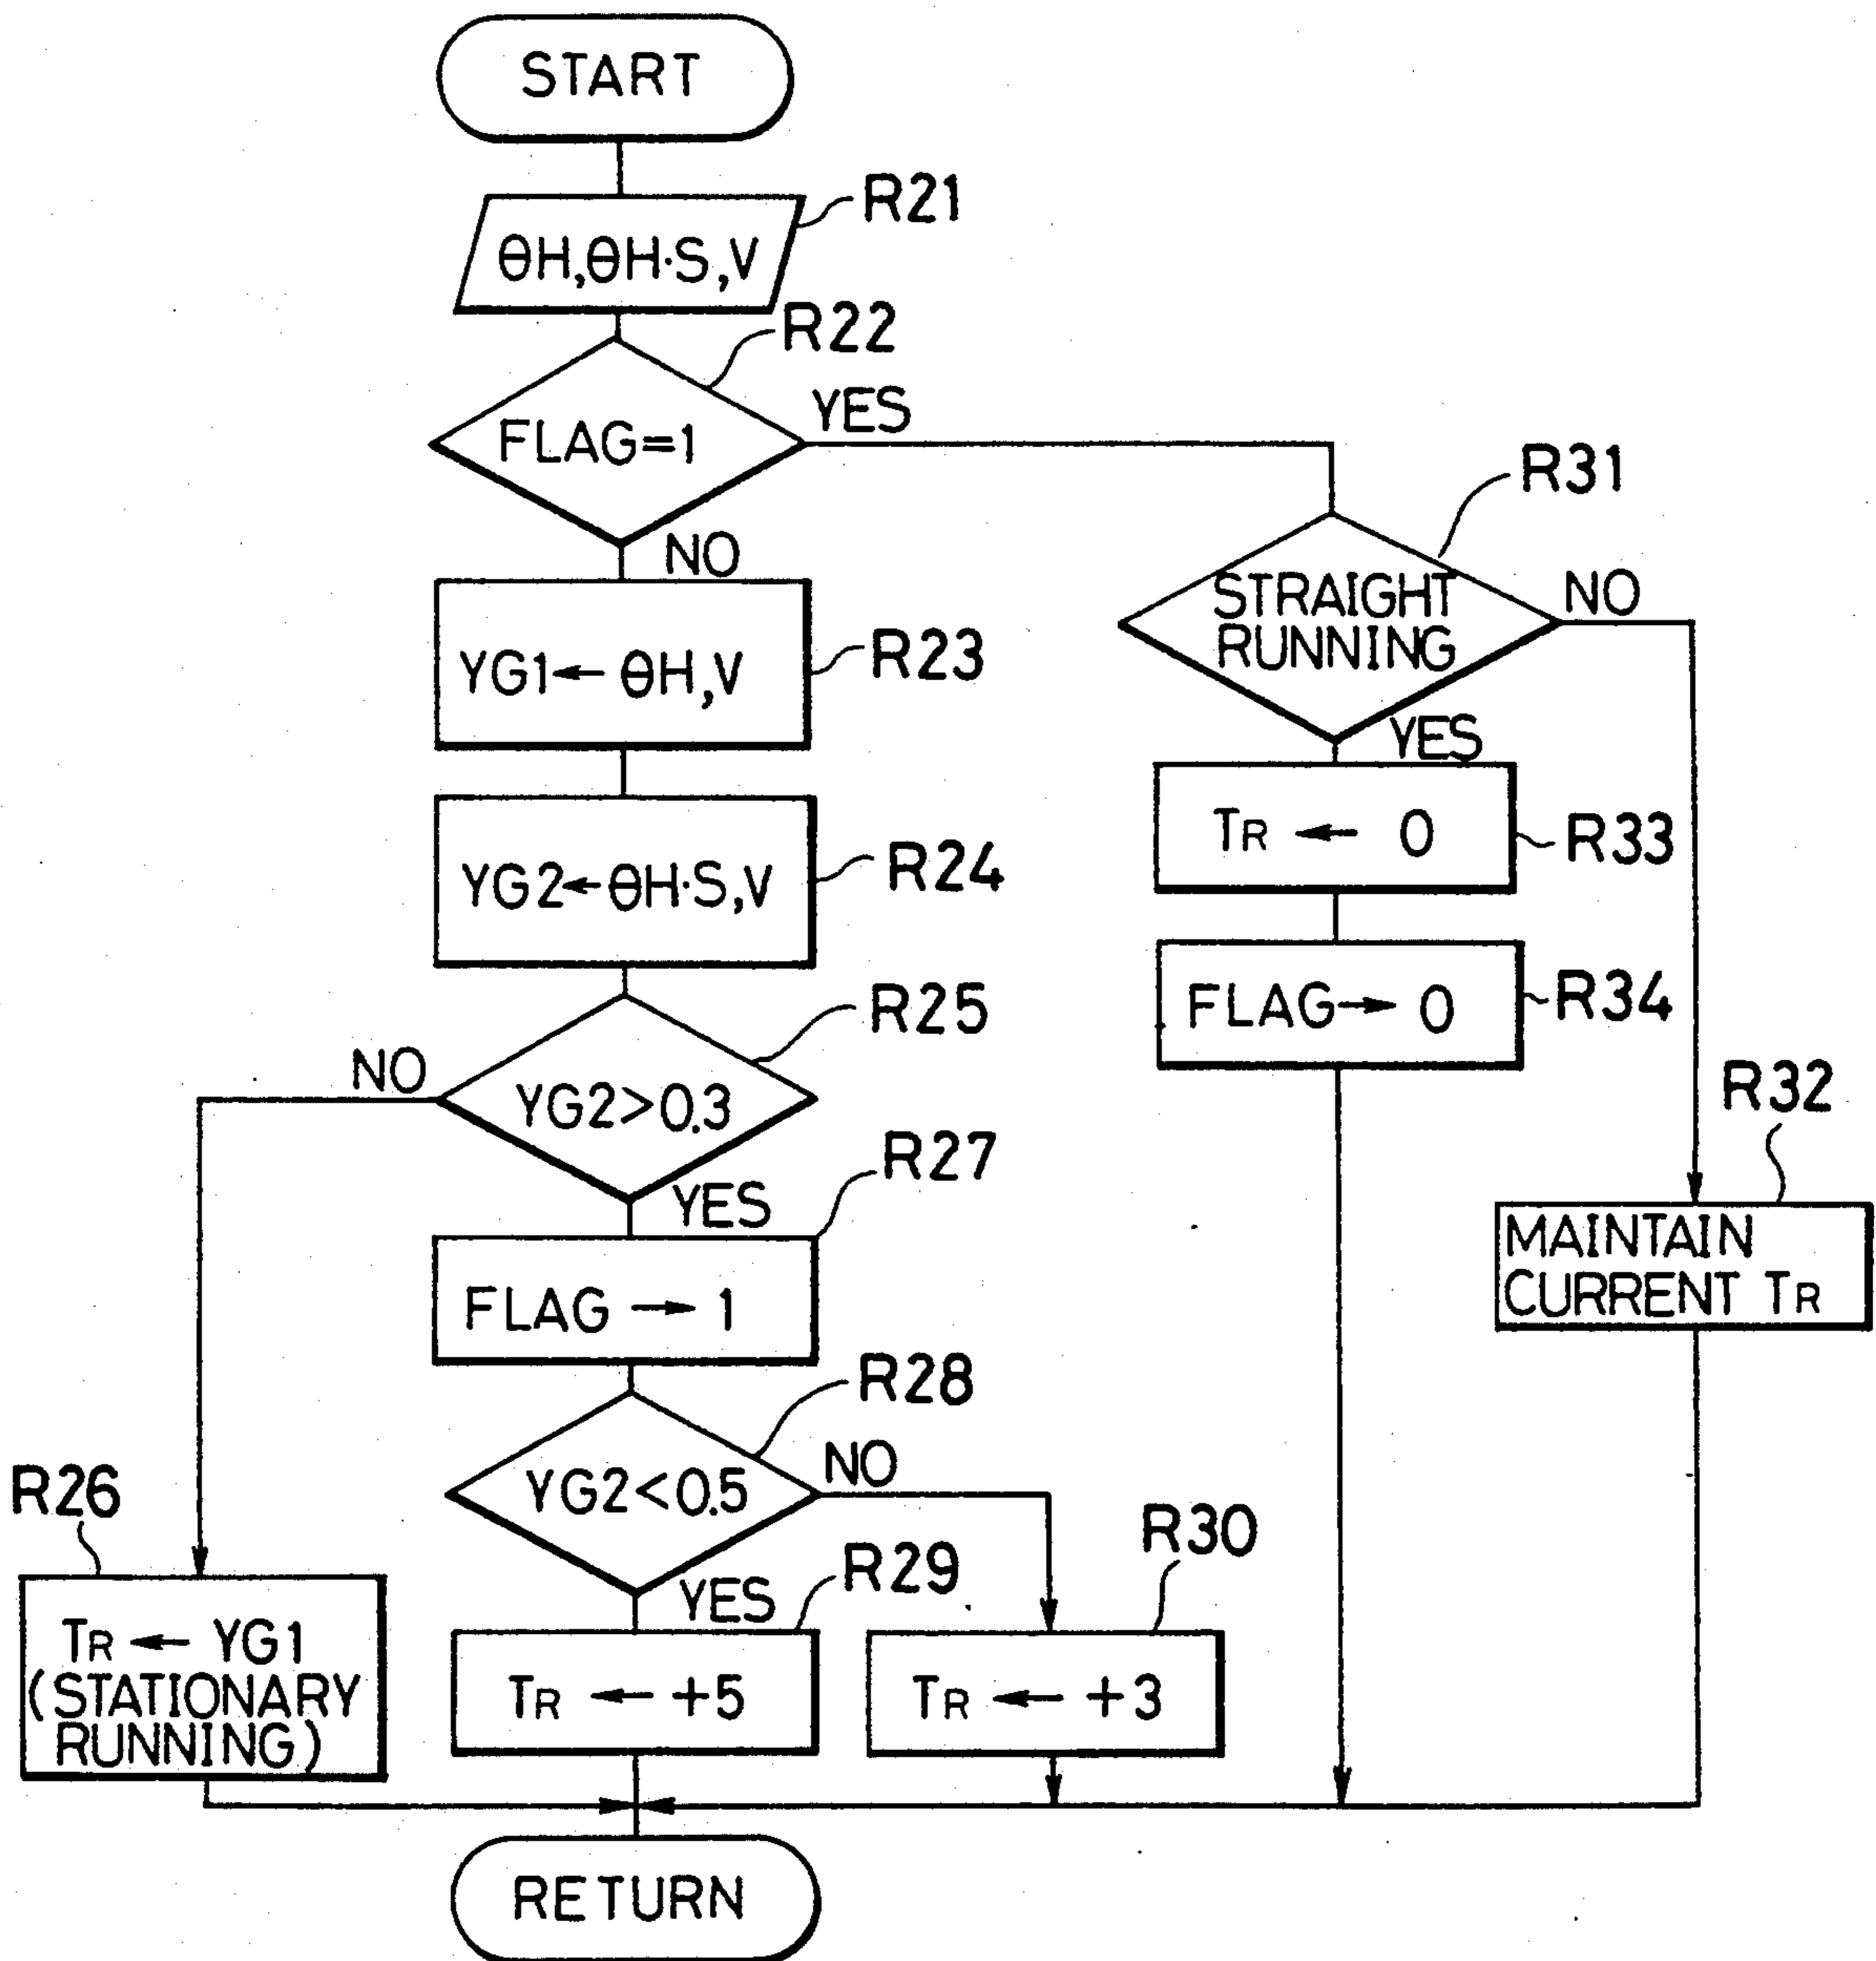 START
R21
θH,θH·S,V
R22
FLAG=1
YES
NO
R31
STRAIGHT
RUNNING
NO
YES
R23
YG1←θH,V
R24
YG2←θH·S,V
R33
TR ← 0
R34
FLAG→ 0
R25
YG2>0.3
NO
YES
R32
MAINTAIN
CURRENT TR
R27
FLAG → 1
R28
YG2<0.5
NO
YES
R26
TR ← YG1
(STATIONARY
RUNNING)
R29
TR ← +5
R30
TR ← +3
RETURN